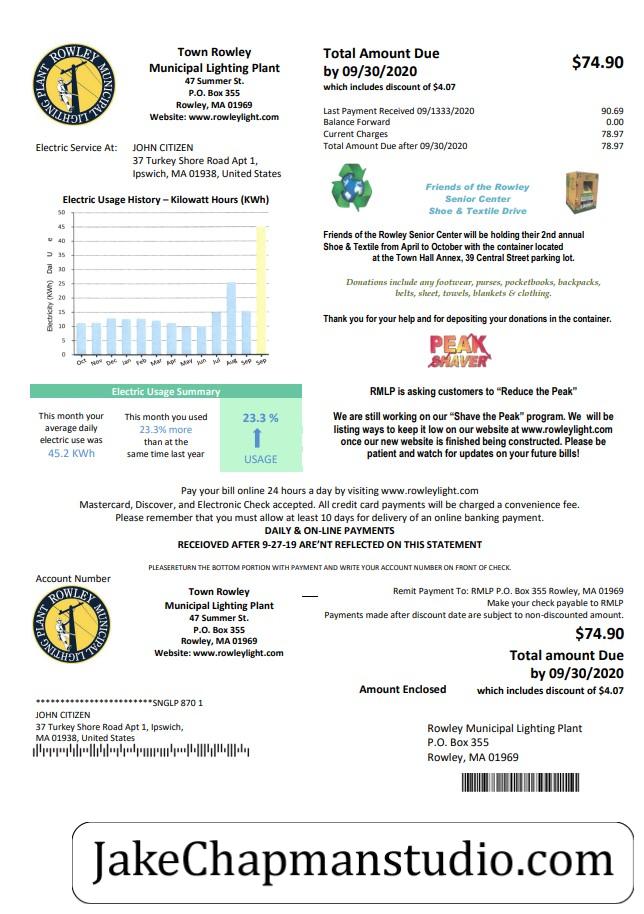 ROWLEY MUNICIPAL LIGHTING PLANT
Town Rowley
Municipal Lighting Plant
47 Summer St.
P.O. Box 355
Rowley, MA 01969
Website: www.rowleylight.com
Electric Service At: JOHN CITIZEN
37 Turkey Shore Road Apt 1,
Ipswich, MA 01938, United States
Electric Usage History – Kilowatt Hours (KWh)
Electricity (KWh) Dai U e
50
45
40
35
30
25
20
15
10
5
0
Oct Nov Dec Jan Feb Mar Apr May Jun Jul Aug Sep Sep
Electric Usage Summary
This month your
average daily
electric use was
45.2 KWh
This month you used
23.3% more
than at the
same time last year
23.3 %
USAGE
Total Amount Due
by 09/30/2020
which includes discount of $4.07
$74.90
Last Payment Received 09/1333/2020 90.69
Balance Forward 0.00
Current Charges 78.97
Total Amount Due after 09/30/2020 78.97
Friends of the Rowley
Senior Center
Shoe & Textile Drive
Friends of the Rowley Senior Center will be holding their 2nd annual
Shoe & Textile from April to October with the container located
at the Town Hall Annex, 39 Central Street parking lot.
Donations include any footwear, purses, pocketbooks, backpacks,
belts, sheet, towels, blankets & clothing.
Thank you for your help and for depositing your donations in the container.
PEAK
SHAVER
RMLP is asking customers to “Reduce the Peak”
We are still working on our “Shave the Peak” program. We will be
listing ways to keep it low on our website at www.rowleylight.com
once our new website is finished being constructed. Please be
patient and watch for updates on your future bills!
Pay your bill online 24 hours a day by visiting www.rowleylight.com
Mastercard, Discover, and Electronic Check accepted. All credit card payments will be charged a convenience fee.
Please remember that you must allow at least 10 days for delivery of an online banking payment.
DAILY & ON-LINE PAYMENTS
RECEIOVED AFTER 9-27-19 ARE’NT REFLECTED ON THIS STATEMENT
PLEASERETURN THE BOTTOM PORTION WITH PAYMENT AND WRITE YOUR ACCOUNT NUMBER ON FRONT OF CHECK.
Account Number
ROWLEY MUNICIPAL LIGHTING PLANT
Town Rowley
Municipal Lighting Plant
47 Summer St.
P.O. Box 355
Rowley, MA 01969
Website: www.rowleylight.com
Remit Payment To: RMLP P.O. Box 355 Rowley, MA 01969
Make your check payable to RMLP
Payments made after discount date are subject to non-discounted amount.
$74.90
Total amount Due
by 09/30/2020
Amount Enclosed which includes discount of $4.07
************************SNGLP 870 1
JOHN CITIZEN
37 Turkey Shore Road Apt 1, Ipswich,
MA 01938, United States
Rowley Municipal Lighting Plant
P.O. Box 355
Rowley, MA 01969
JakeChapmanstudio.com